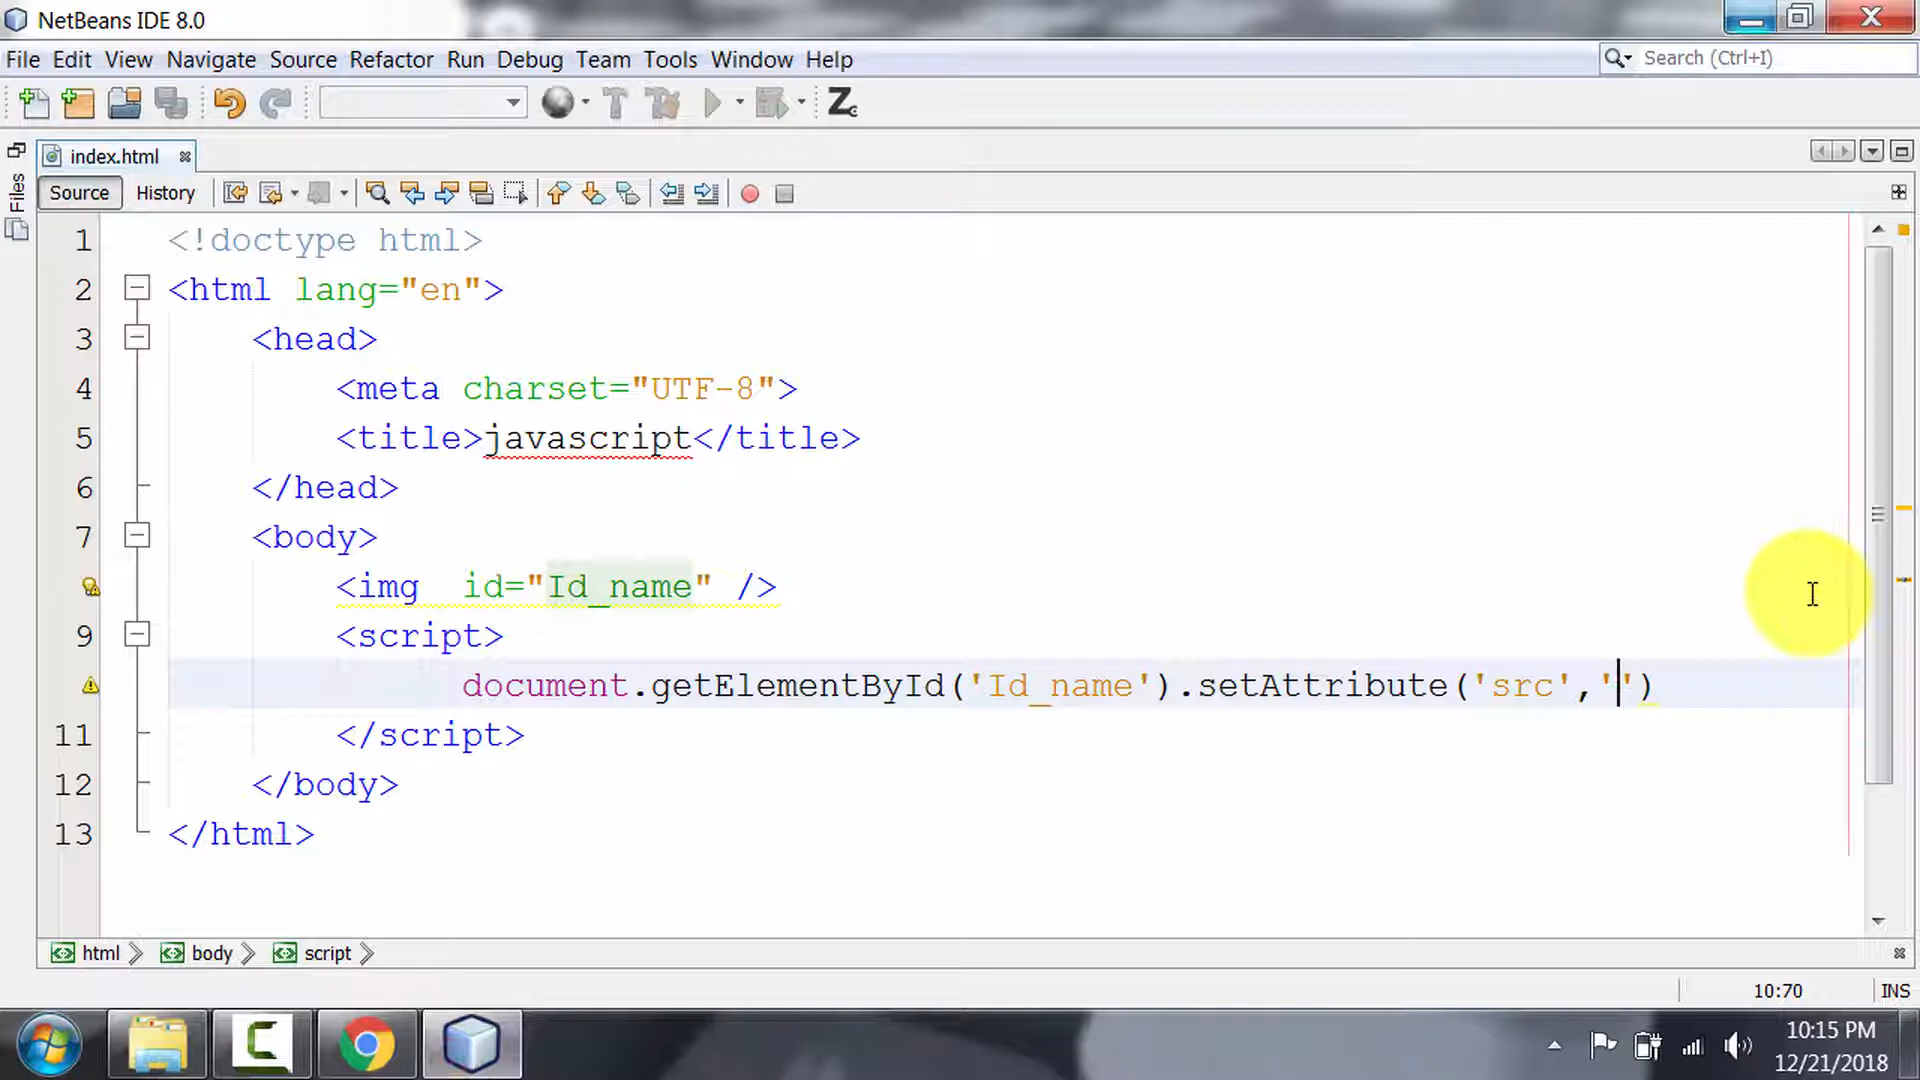 NetBeans IDE 8.0
File Edit View Navigate Source Refactor Run Debug Team Tools Window Help
Search (Ctrl+I)
index.html
Files
Source History
1 <!doctype html>
2 <html lang="en">
3 <head>
4 <meta charset="UTF-8">
5 <title>javascript</title>
6 </head>
7 <body>
<img  id="Id_name" />
9 <script>
document.getElementById('Id_name').setAttribute('src','')
11 </script>
12 </body>
13 </html>
html body script
10:70 INS
10:15 PM
12/21/2018